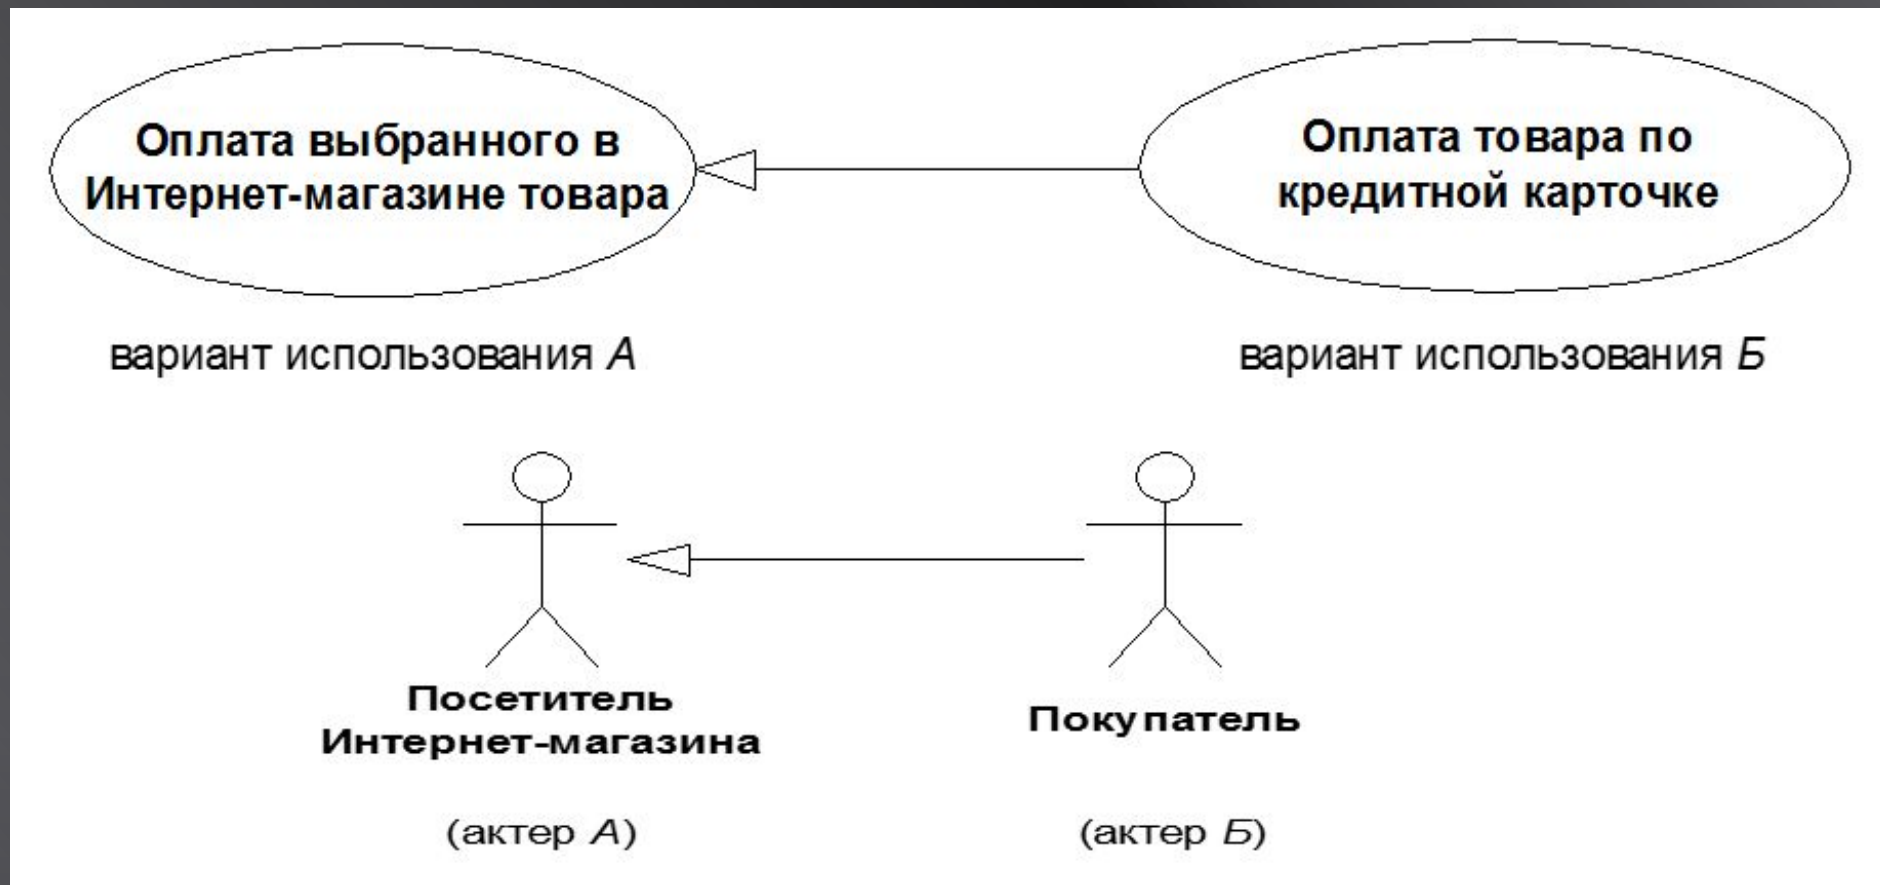 Оплата выбранного в
Интернет-магазине товара
Оплата товара по
кредитной карточке
вариант использования А
вариант использования Б
Посетитель
Интернет-магазина
Покупатель
(актер А)
(актер Б)